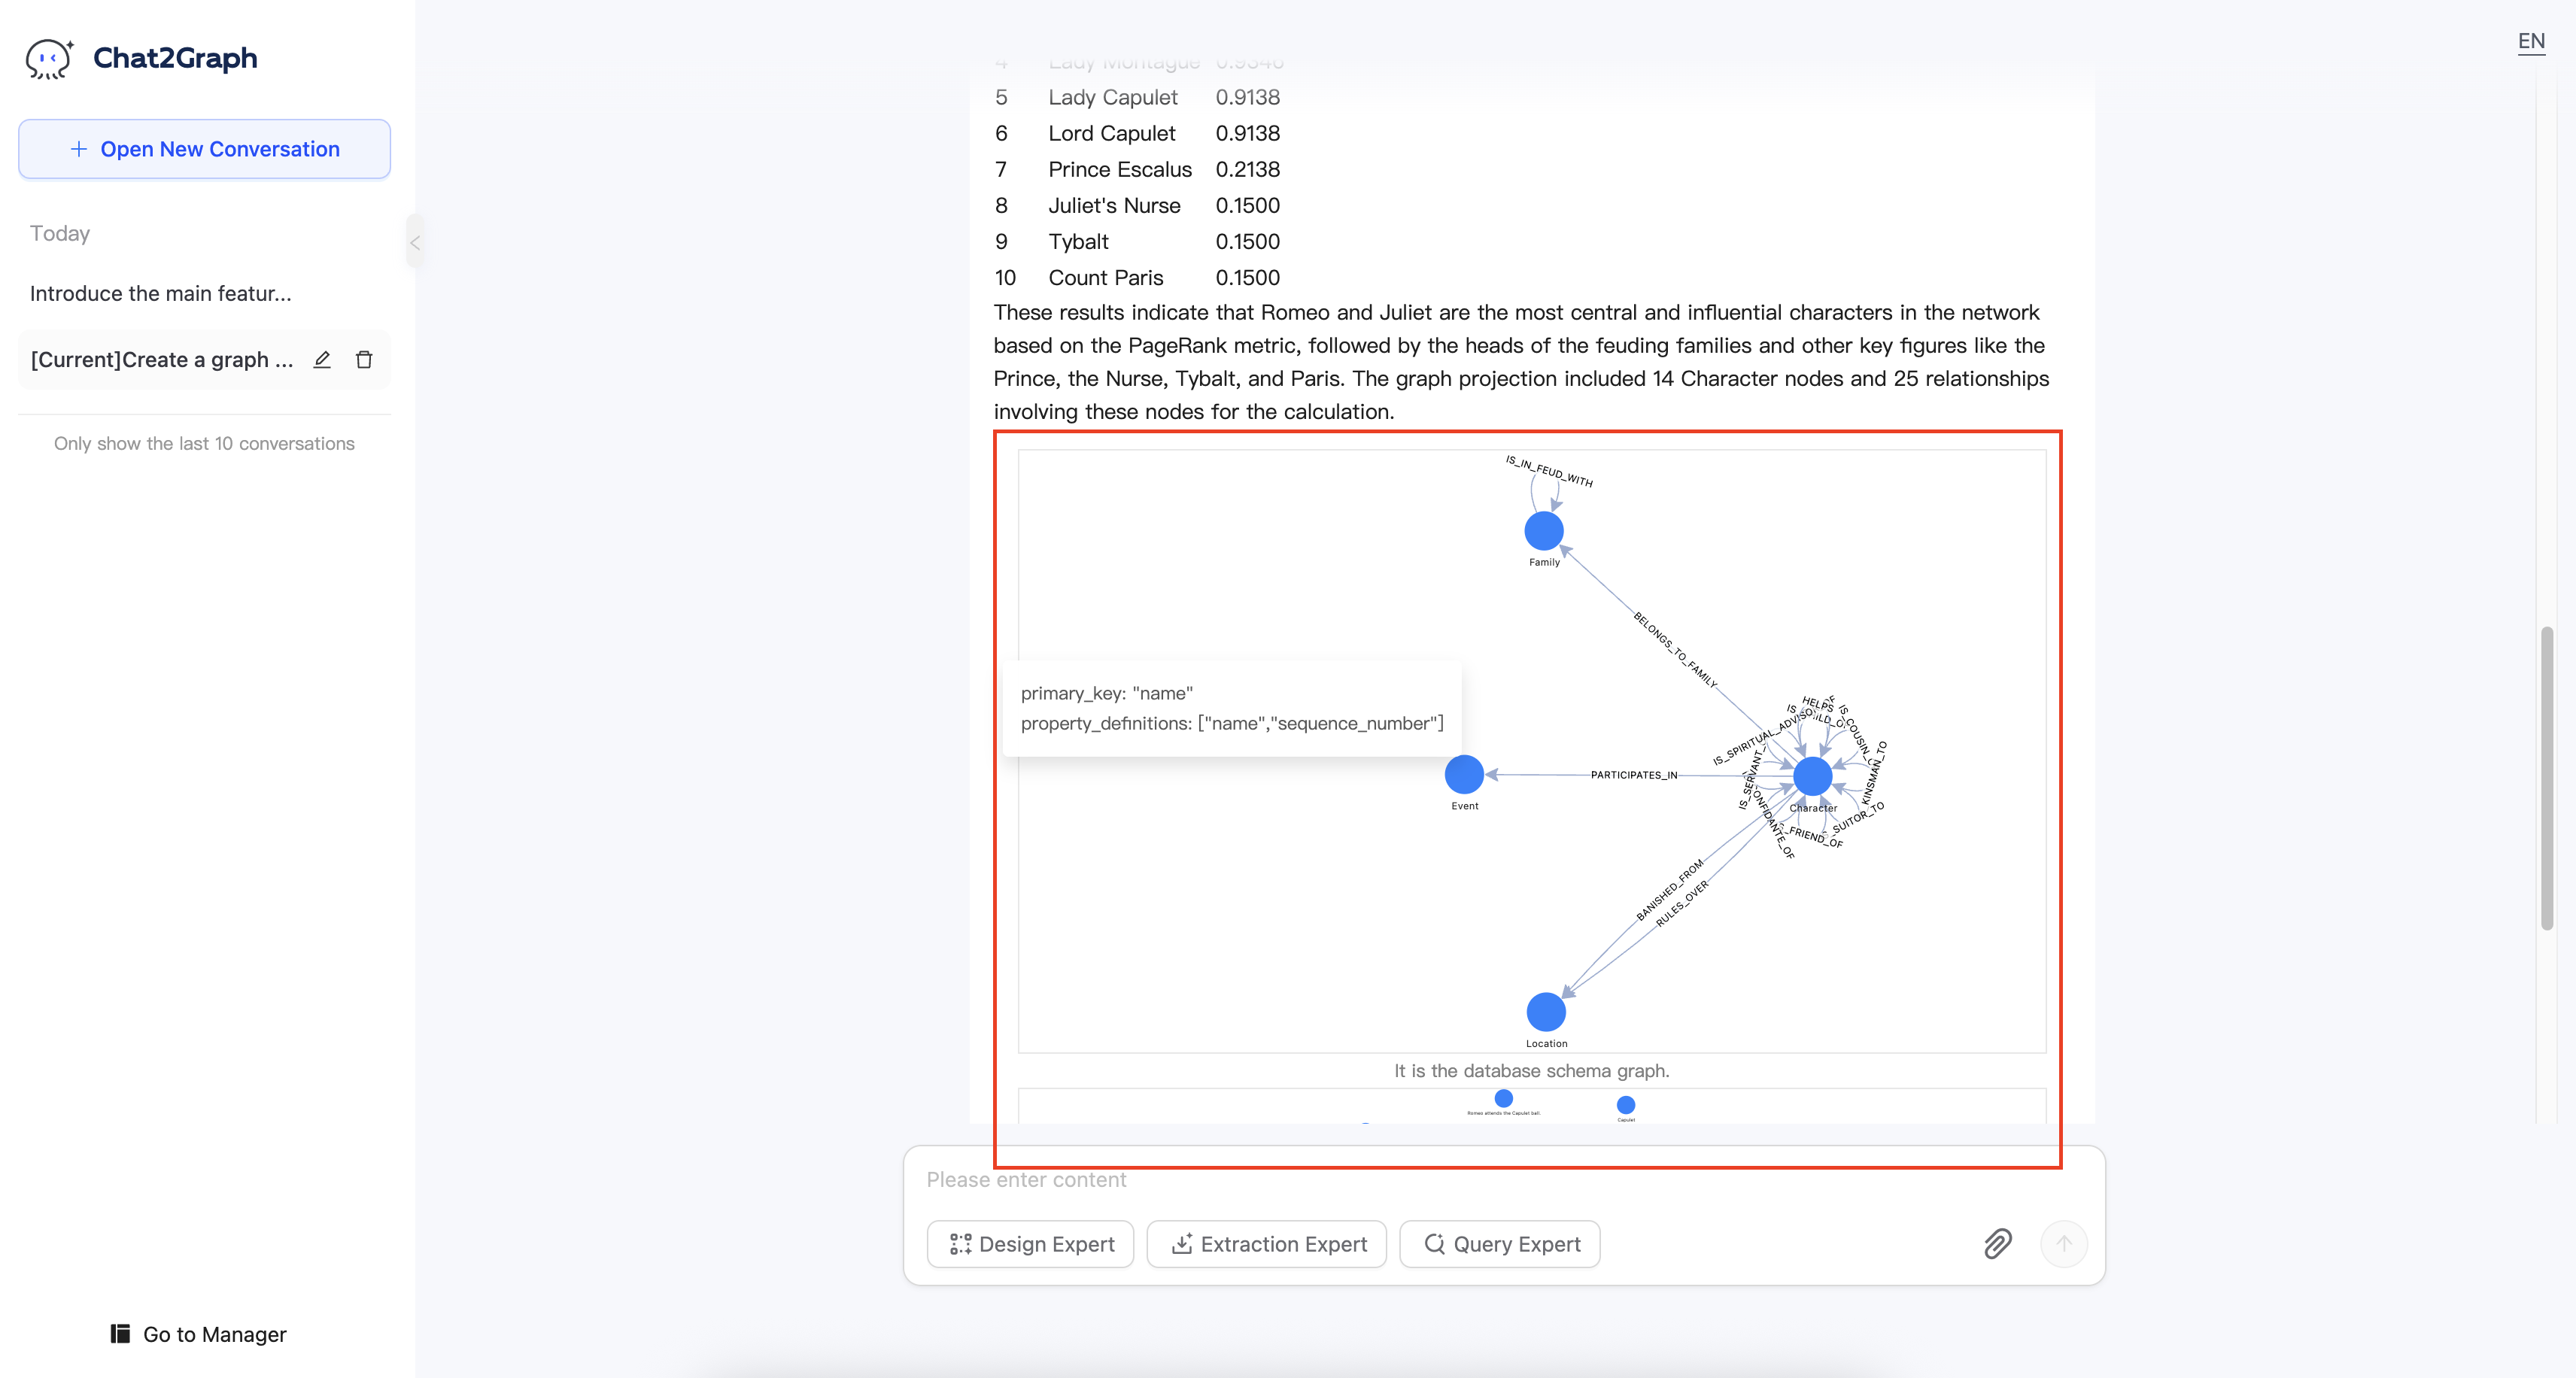 Chat2Graph
EN
Open New Conversation
Today
Introduce the main featur...
[Current]Create a graph ...
Only show the last 10 conversations
Go to Manager
4 Lady Montague 0.9346
5 Lady Capulet 0.9138
6 Lord Capulet 0.9138
7 Prince Escalus 0.2138
8 Juliet's Nurse 0.1500
9 Tybalt 0.1500
10 Count Paris 0.1500
These results indicate that Romeo and Juliet are the most central and influential characters in the network
based on the PageRank metric, followed by the heads of the feuding families and other key figures like the
Prince, the Nurse, Tybalt, and Paris. The graph projection included 14 Character nodes and 25 relationships
involving these nodes for the calculation.
IS_IN_FEUD_WITH
Family
BELONGS_TO_FAMILY
primary_key: "name"
property_definitions: ["name","sequence_number"]
HELPS
IS_SPIRITUAL_ADVISO
IS_COUSIN_
KINSMAN_TO
IS_SERVANT_
PARTICIPATES_IN
Event
Character
SUITOR_TO
_FRIEND_OF
ONFIDANTE_OF
BANISHED_FROM
RULES_OVER
Location
It is the database schema graph.
Romeo attends the Capulet ball.
Capulet
Please enter content
Design Expert
Extraction Expert
Query Expert